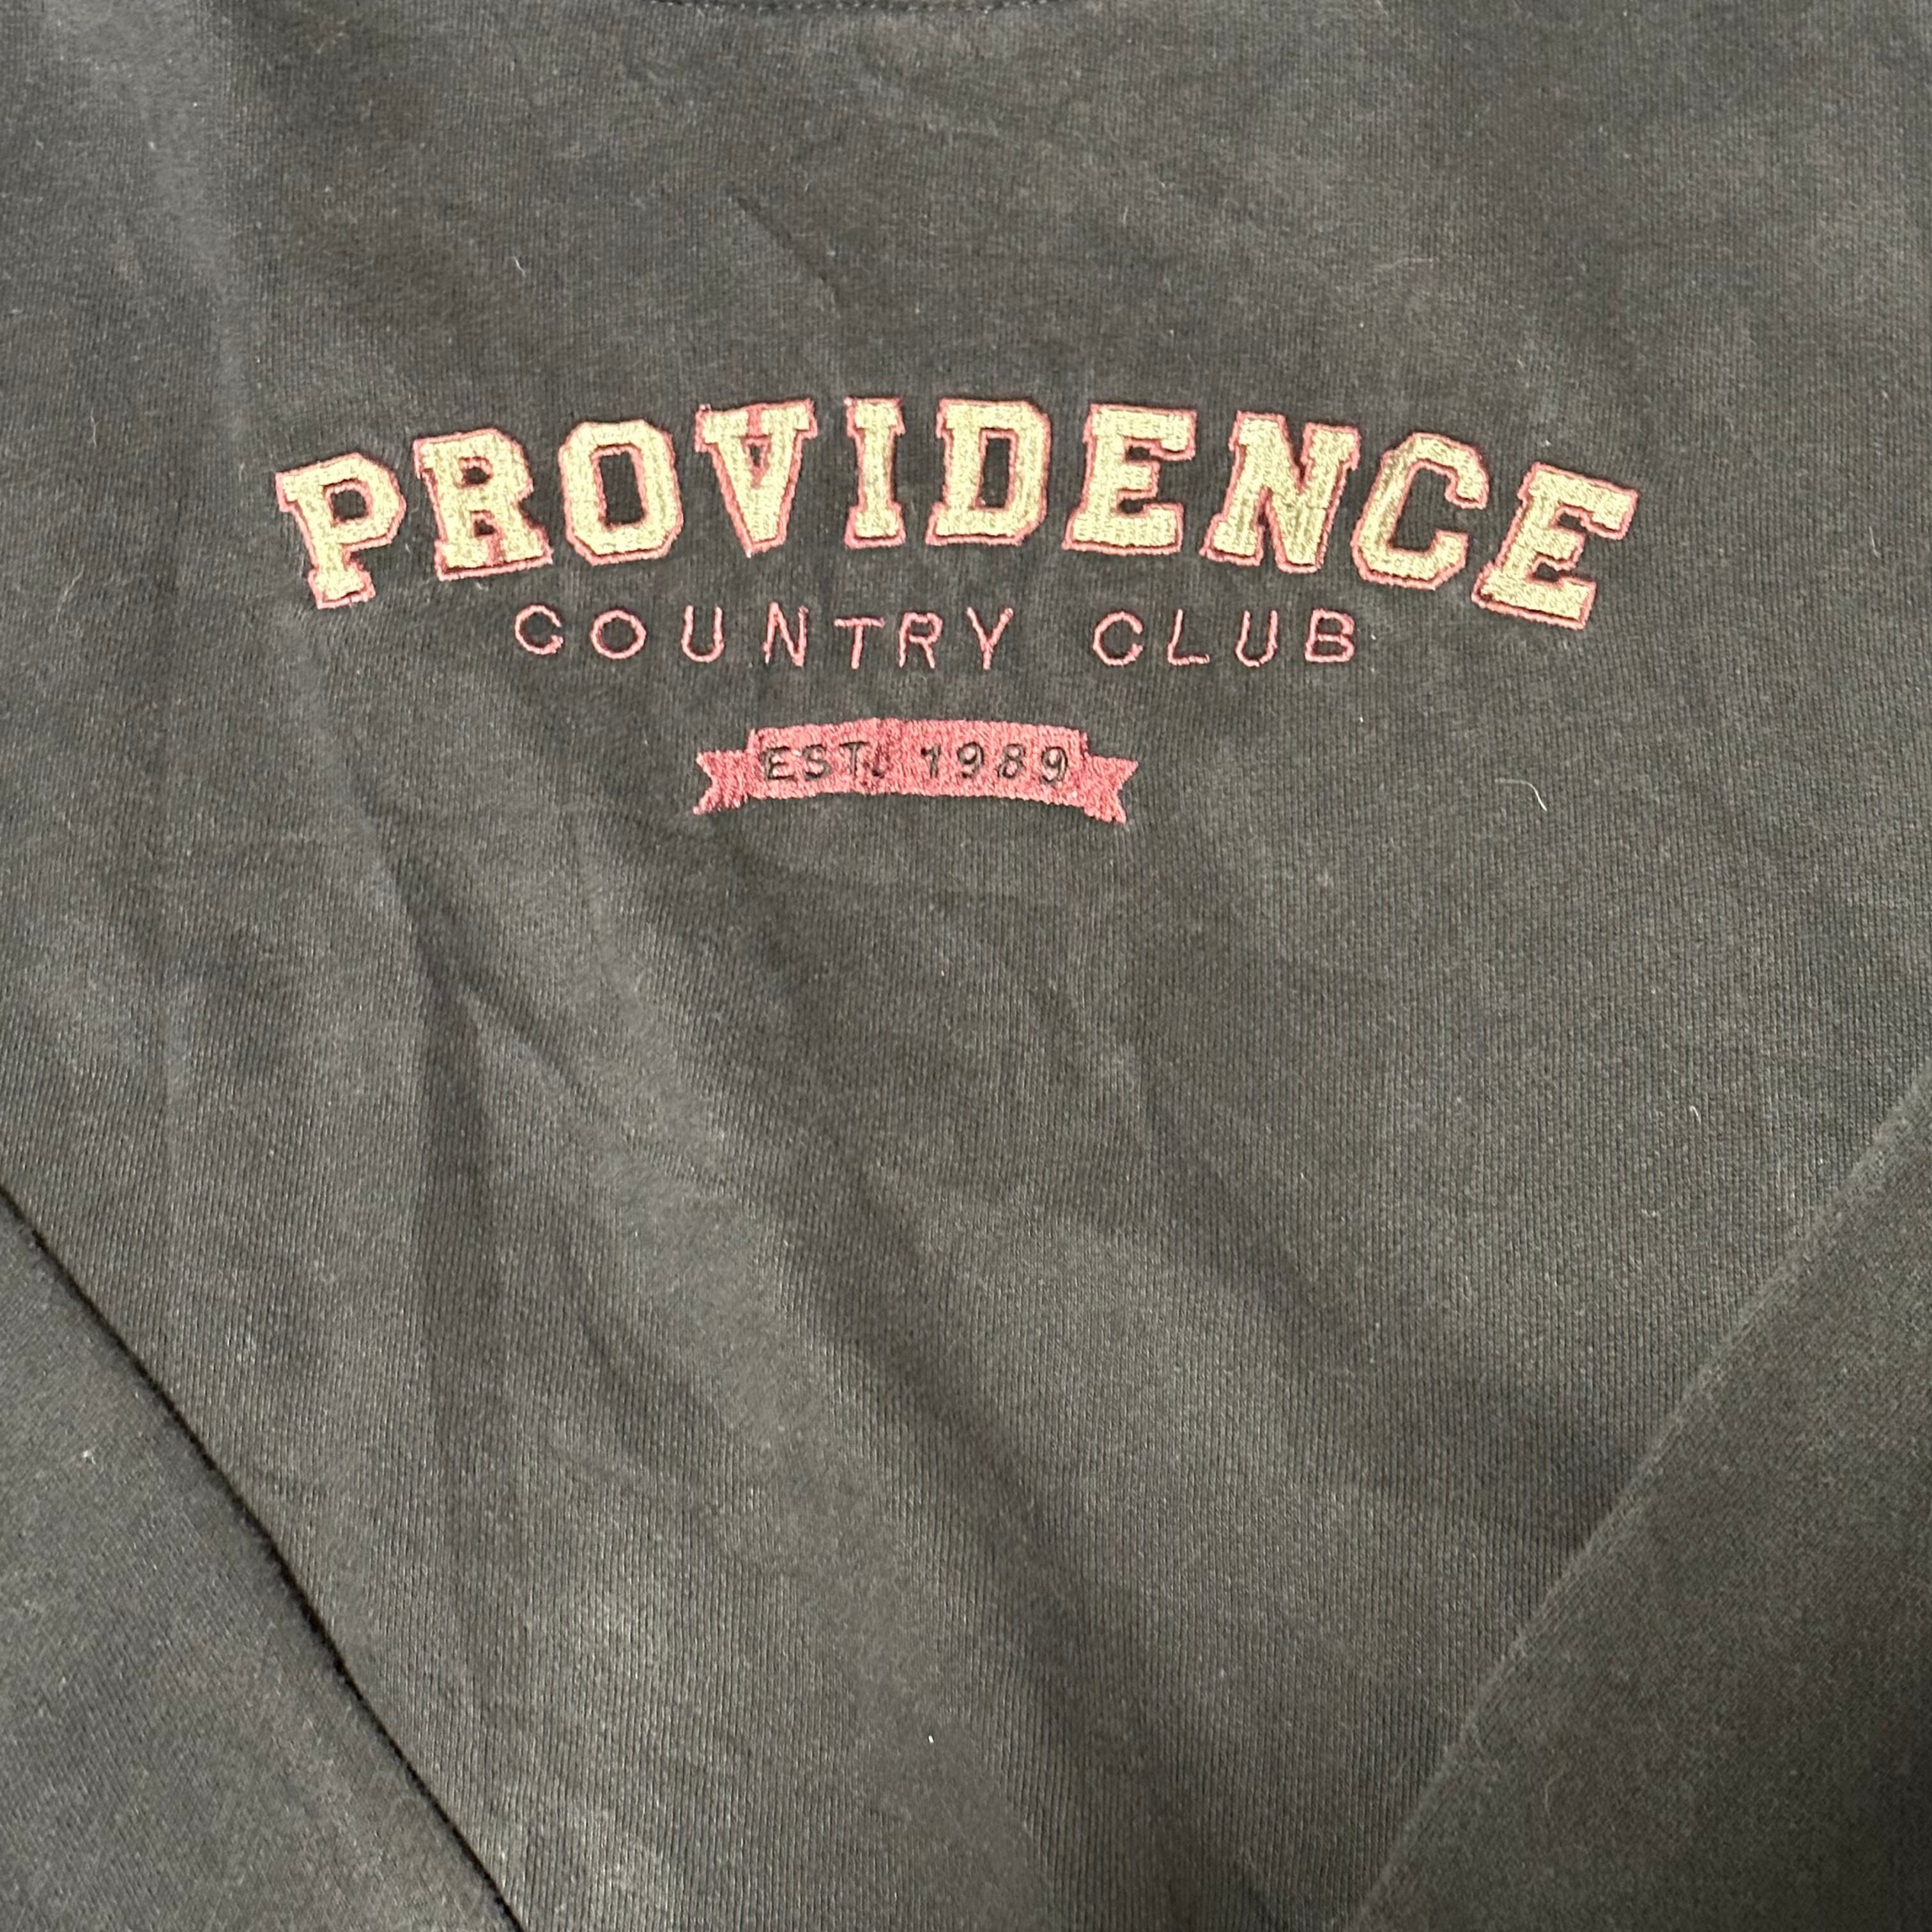 PROVIDENCE
COUNTRY CLUB
EST. 1989